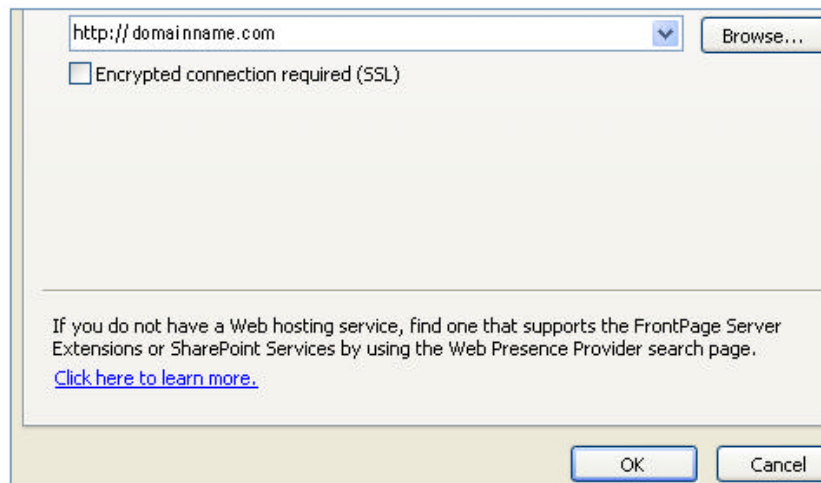 http://domainname.com
Browse...
Encrypted connection required (SSL)
If you do not have a Web hosting service, find one that supports the FrontPage Server
Extensions or SharePoint Services by using the Web Presence Provider search page.
Click here to learn more.
OK
Cancel